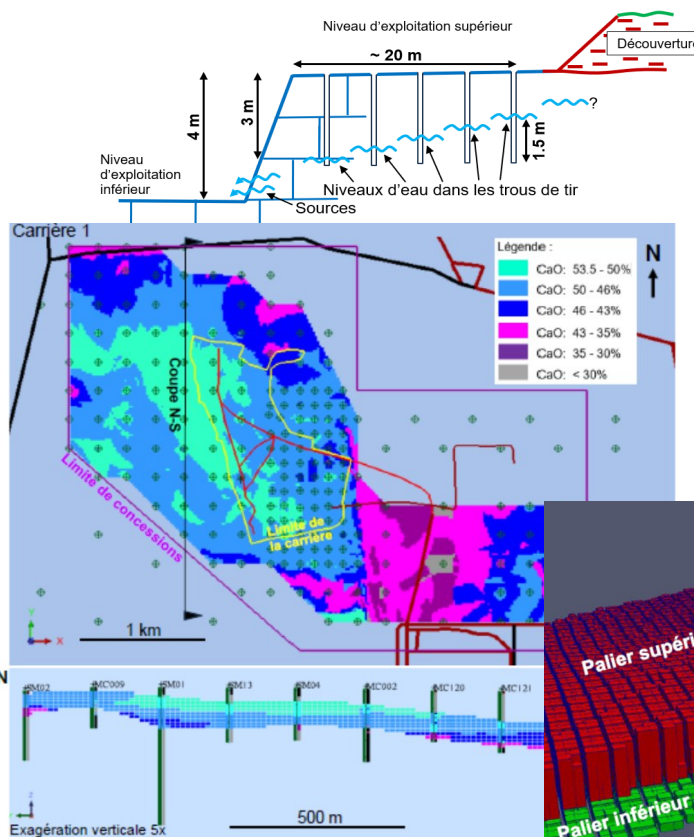 Niveau d'exploitation supérieur
Découverture
~ 20 m
4 m
3 m
1.5 m
?
Niveau
d'exploitation
inférieur
Niveaux d'eau dans les trous de tir
Sources
Carrière 1
Légende :
CaO: 53.5 - 50%
CaO: 50 - 46%
CaO: 46 - 43%
CaO: 43 - 35%
CaO: 35 - 30%
CaO: < 30%
N
Coupe N-S
Limite de concessions
Limite de
la carrière
Y
X
1 km
N
SM02
MC009
SM01
SM13
SM04
MC002
MC120
MC121
Z
Exagération verticale 5x
500 m
Palier supéri
Palier inférieur